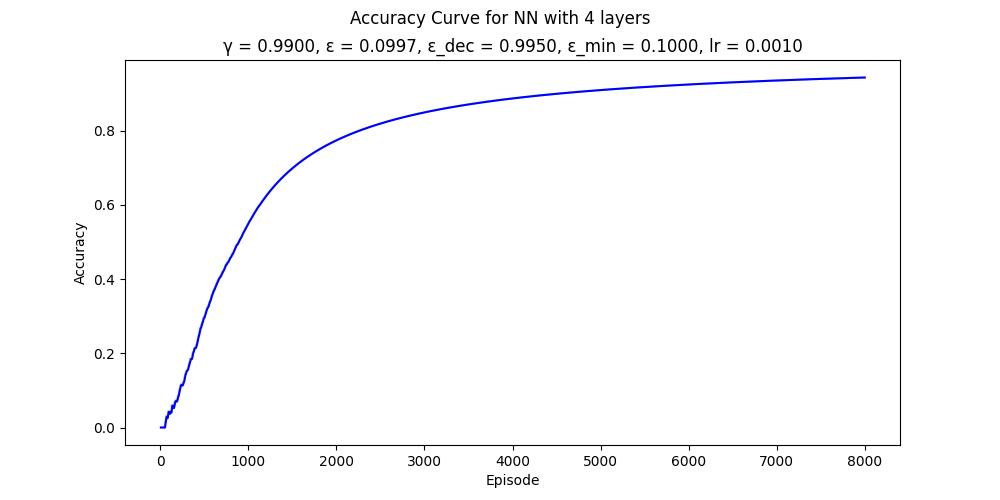 Accuracy Curve for NN with 4 layers
γ = 0.9900, ε = 0.0997, ε_dec = 0.9950, ε_min = 0.1000, lr = 0.0010
0.8
0.6
Accuracy
0.4
0.2
0.0
0 1000 2000 3000 4000 5000 6000 7000 8000
Episode